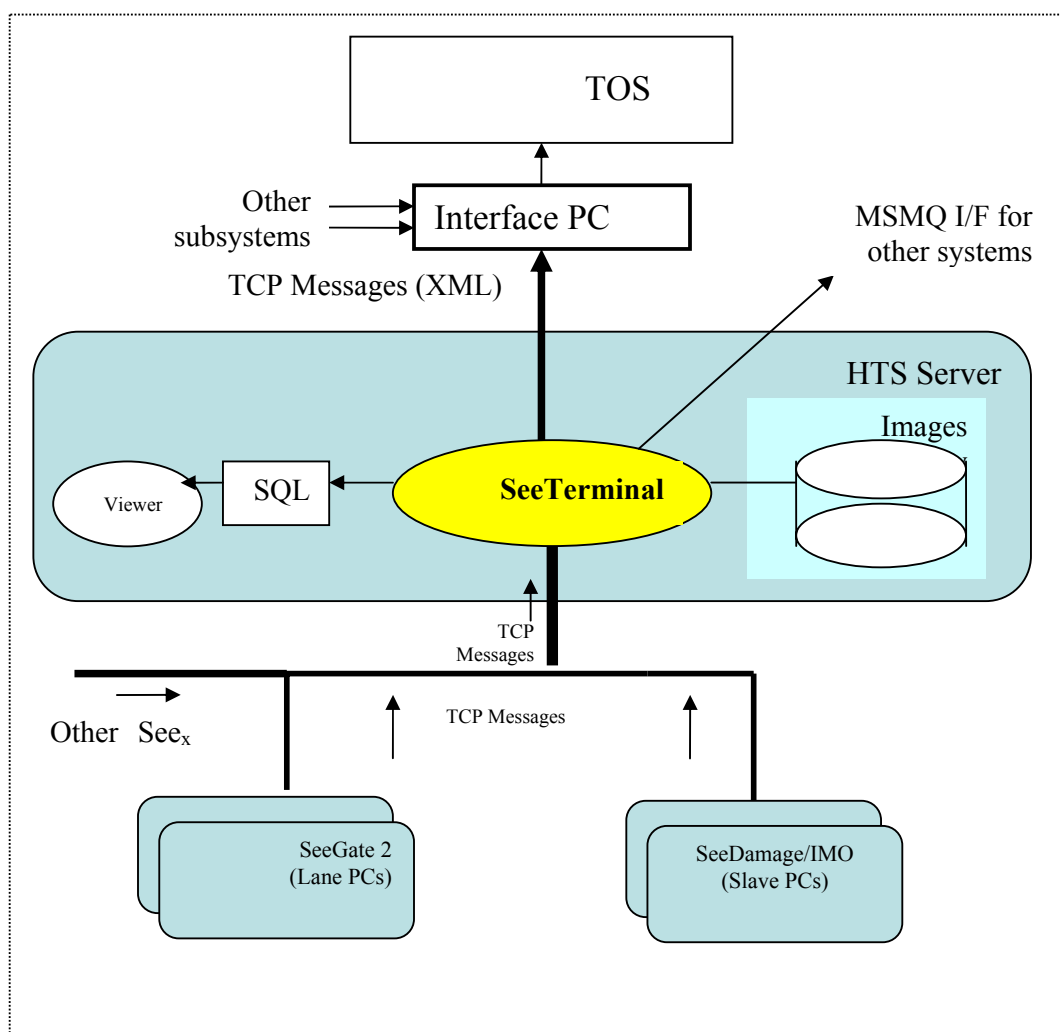 TOS
Other
subsystems
Interface PC
MSMQ I/F for
other systems
TCP Messages (XML)
HTS Server
Images
Viewer
SQL
SeeTerminal
TCP
Messages
TCP Messages
Other Seex
SeeGate 2
(Lane PCs)
SeeDamage/IMO
(Slave PCs)